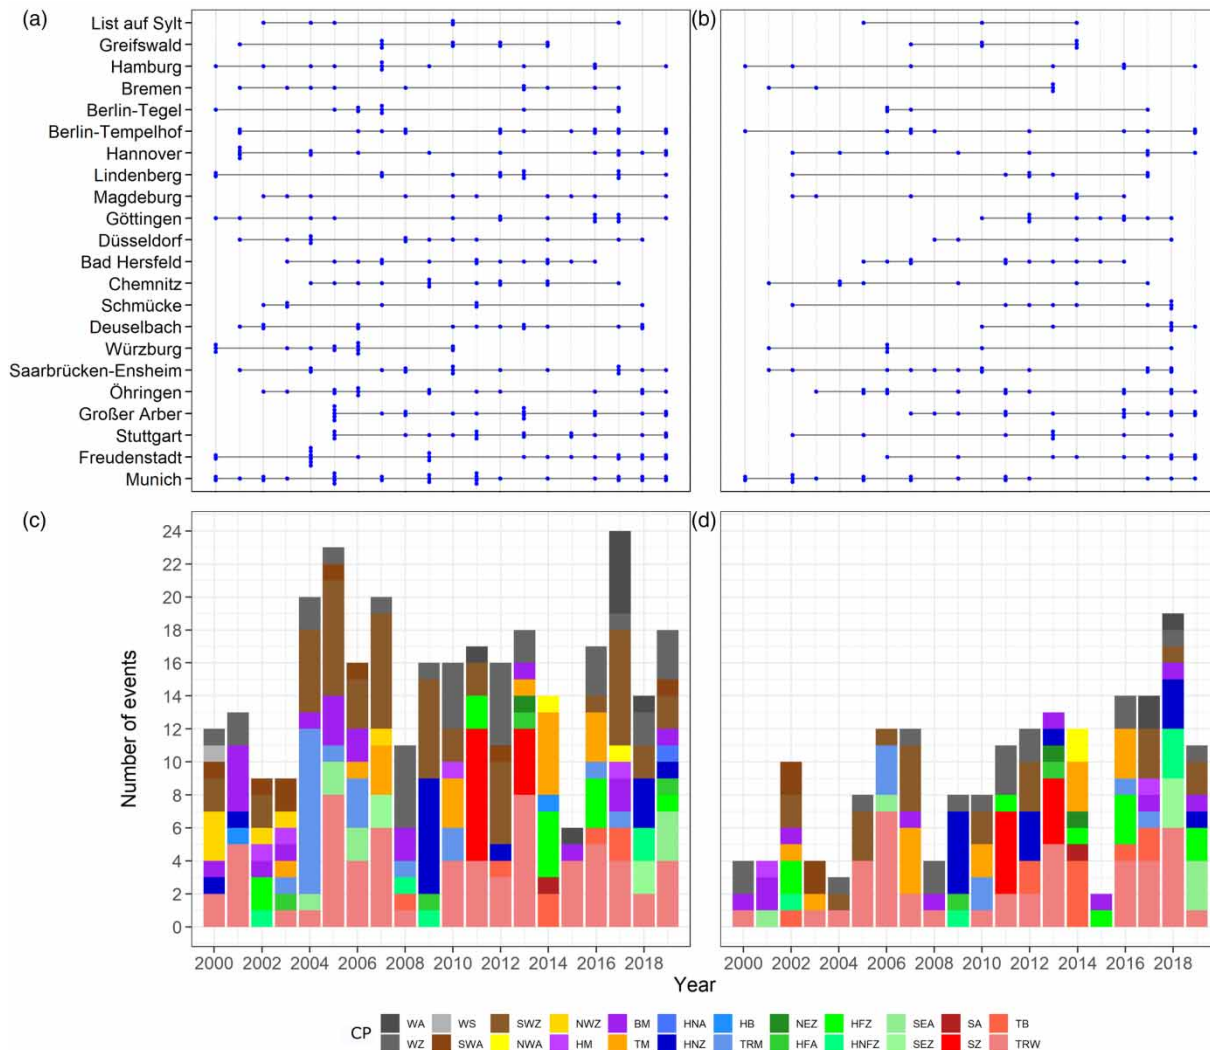 (a)
(b)
List auf Sylt
Greifswald
Hamburg
Bremen
Berlin-Tegel
Berlin-Tempelhof
Hannover
Lindenberg
Magdeburg
Göttingen
Düsseldorf
Bad Hersfeld
Chemnitz
Schmücke
Deuselbach
Würzburg
Saarbrücken-Ensheim
Öhringen
Großer Arber
Stuttgart
Freudenstadt
Munich
(c)
(d)
Number of events
24
22
20
18
16
14
12
10
8
6
4
2
0
2000 2002 2004 2006 2008 2010 2012 2014 2016 2018
2000 2002 2004 2006 2008 2010 2012 2014 2016 2018
Year
CP
WA WS SWZ NWZ BM HNA HB NEZ HFZ SEA SA TB
WZ SWA NWA HM TM HNZ TRM HFA HNFZ SEZ SZ TRW